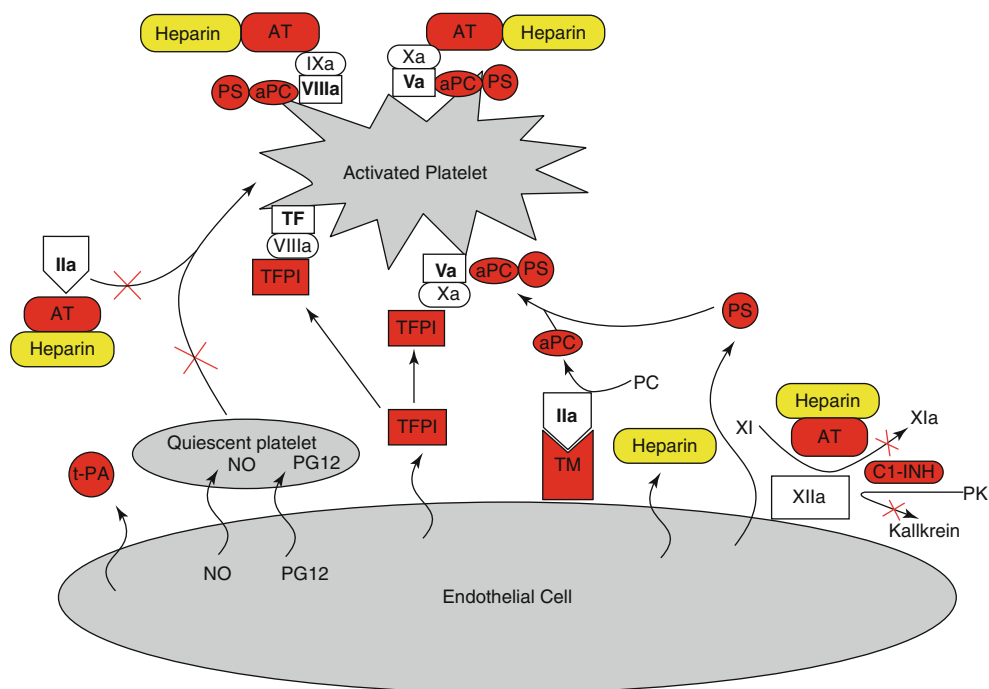 Heparin
AT
AT
Heparin
IXa
VIIIa
Xa
Va
PS
aPC
aPC
PS
Activated Platelet
TF
VIIIa
TFPI
IIa
AT
Heparin
Va
Xa
aPC
PS
TFPI
PS
aPC
PC
IIa
TM
TFPI
Heparin
Quiescent platelet
NO
PG12
t-PA
Heparin
AT
XI
XIa
C1-INH
XIIa
PK
Kallkrein
NO
PG12
Endothelial Cell